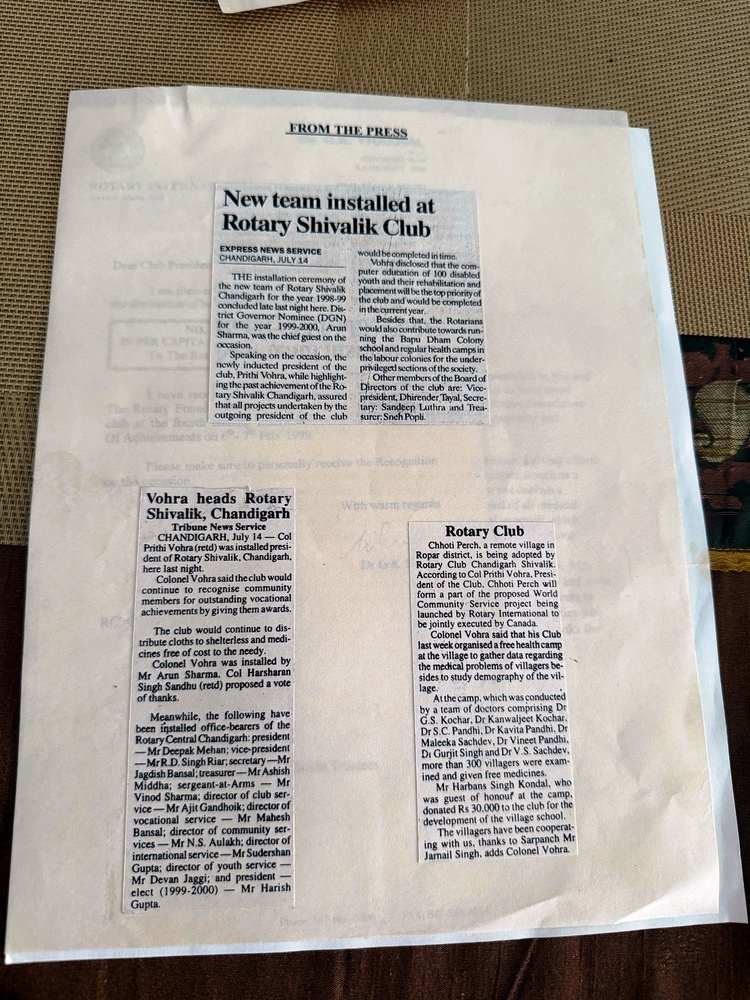 FROM THE PRESS
New team installed at
Rotary Shivalik Club
EXPRESS NEWS SERVICE
CHANDIGARH, JULY 14
THE installation ceremony of
the new team of Rotary Shivalik
Chandigarh for the year 1998-99
concluded late last night here. Dis-
trict Governor Nominee (DGN)
for the year 1999-2000, Arun
Sharma, was the chief guest on the
occasion.
Speaking on the occasion, the
newly inducted president of the
club, Prithi Vohra, while highlight-
ing the past achievement of the Ro-
tary Shivalik Chandigarh, assured
that all projects undertaken by the
outgoing president of the club
would be completed in time.
Vohra disclosed that the com-
puter education of 100 disabled
youth and their rehabilitation and
placement will be the top priority of
the club and would be completed
in the current year.
Besides that, the Rotarians
would also contribute towards run-
ning the Bapu Dham Colony
school and regular health camps in
the labour colonies for the under-
privileged sections of the society.
Other members of the Board of
Directors of the club are: Vice-
president, Dhirender Tayal, Secre-
tary: Sandeep Luthra and Trea-
surer: Sneh Popli.
Vohra heads Rotary
Shivalik, Chandigarh
Tribune News Service
CHANDIGARH, July 14 — Col
Prithi Vohra (retd) was installed presi-
dent of Rotary Shivalik, Chandigarh,
here last night.
Colonel Vohra said the club would
continue to recognise community
members for outstanding vocational
achievements by giving them awards.
The club would continue to dis-
tribute cloths to shelterless and medi-
cines free of cost to the needy.
Colonel Vohra was installed by
Mr Arun Sharma. Col Harsharan
Singh Sandhu (retd) proposed a vote
of thanks.
Meanwhile, the following have
been installed office-bearers of the
Rotary Central Chandigarh: president
— Mr Deepak Mehan; vice-president
— Mr R.D. Singh Riar; secretary — Mr
Jagdish Bansal; treasurer — Mr Ashish
Middha; sergeant-at-Arms — Mr
Vinod Sharma; director of club ser-
vice — Mr Ajit Gandhoik; director of
vocational service — Mr Mahesh
Bansal; director of community ser-
vices — Mr N.S. Aulakh; director of
international service — Mr Sudershan
Gupta; director of youth service —
Mr Devan Jaggi; and president —
elect (1999-2000) — Mr Harish
Gupta.
Rotary Club
Chhoti Perch, a remote village in
Ropar district, is being adopted by
Rotary Club Chandigarh Shivalik.
According to Col Prithi Vohra, Presi-
dent of the Club, Chhoti Perch will
form a part of the proposed World
Community Service project being
launched by Rotary International to
be jointly executed by Canada.
Colonel Vohra said that his Club
last week organised a free health camp
at the village to gather data regarding
the medical problems of villagers be-
sides to study demography of the vil-
lage.
At the camp, which was conducted
by a team of doctors comprising Dr
G.S. Kochar, Dr Kanwaljeet Kochar,
Dr S.C. Pandhi, Dr Kavita Pandhi, Dr
Maleeka Sachdev, Dr Vineet Pandhi,
Dr Gurjit Singh and Dr V.S. Sachdev,
more than 300 villagers were exam-
ined and given free medicines.
Mr Harbans Singh Kondal, who
was guest of honour at the camp,
donated Rs 30,000 to the club for the
development of the village school.
The villagers have been cooperat-
ing with us, thanks to Sarpanch Mr
Jarnail Singh, adds Colonel Vohra.
Dear Club President
Please make sure to personally receive the Recognition
With warm regards